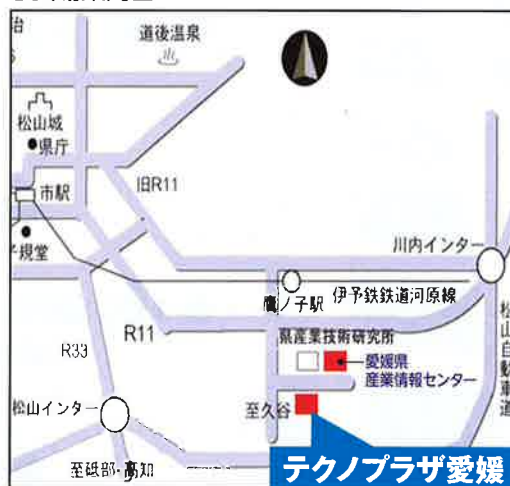 道後温泉
松山城
県庁
市駅
旧R11
川内インター
鷹ノ子駅
伊予鉄鉄道河原線
R11
R33
県産業技術研究所
愛媛県
産業情報センター
松山自動車道
松山インター
至久谷
至砥部・高知
テクノプラザ愛媛